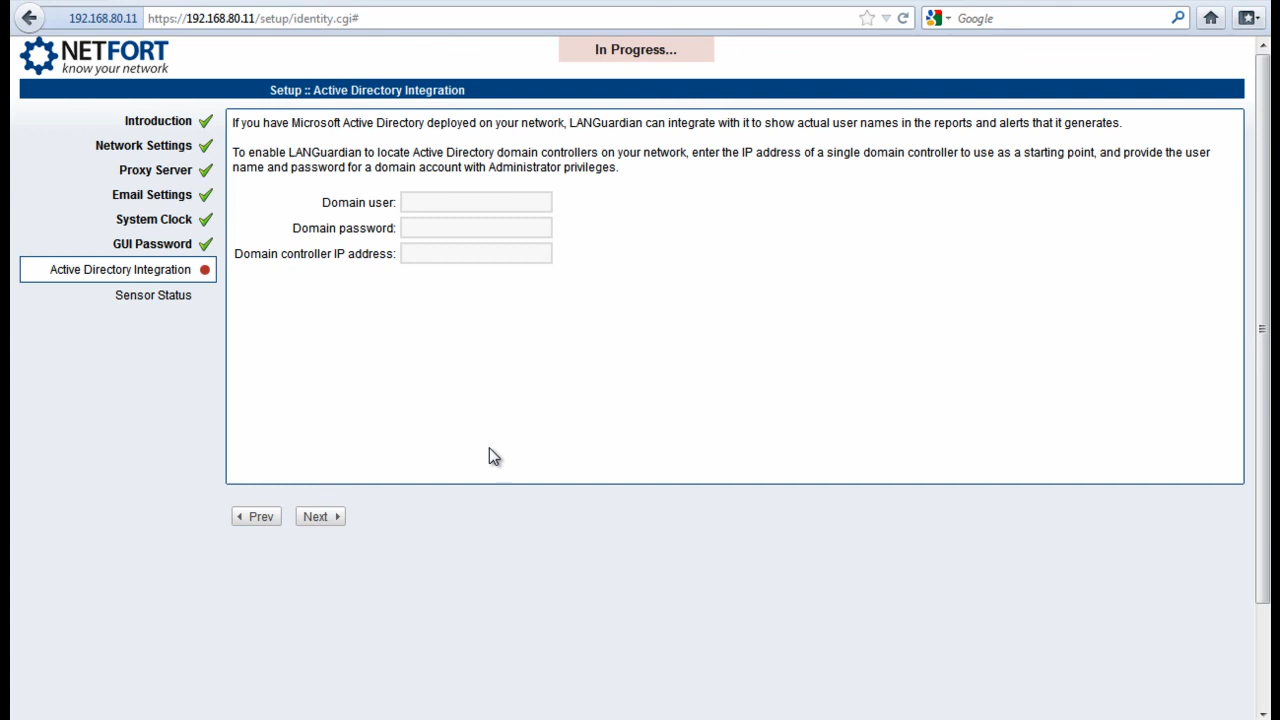 192.168.80.11 https://192.168.80.11/setup/identity.cgi# Google
NETFORT
know your network
In Progress...
Setup :: Active Directory Integration
Introduction
Network Settings
Proxy Server
Email Settings
System Clock
GUI Password
Active Directory Integration
Sensor Status
If you have Microsoft Active Directory deployed on your network, LANGuardian can integrate with it to show actual user names in the reports and alerts that it generates.
To enable LANGuardian to locate Active Directory domain controllers on your network, enter the IP address of a single domain controller to use as a starting point, and provide the user
name and password for a domain account with Administrator privileges.
Domain user:
Domain password:
Domain controller IP address:
Prev Next